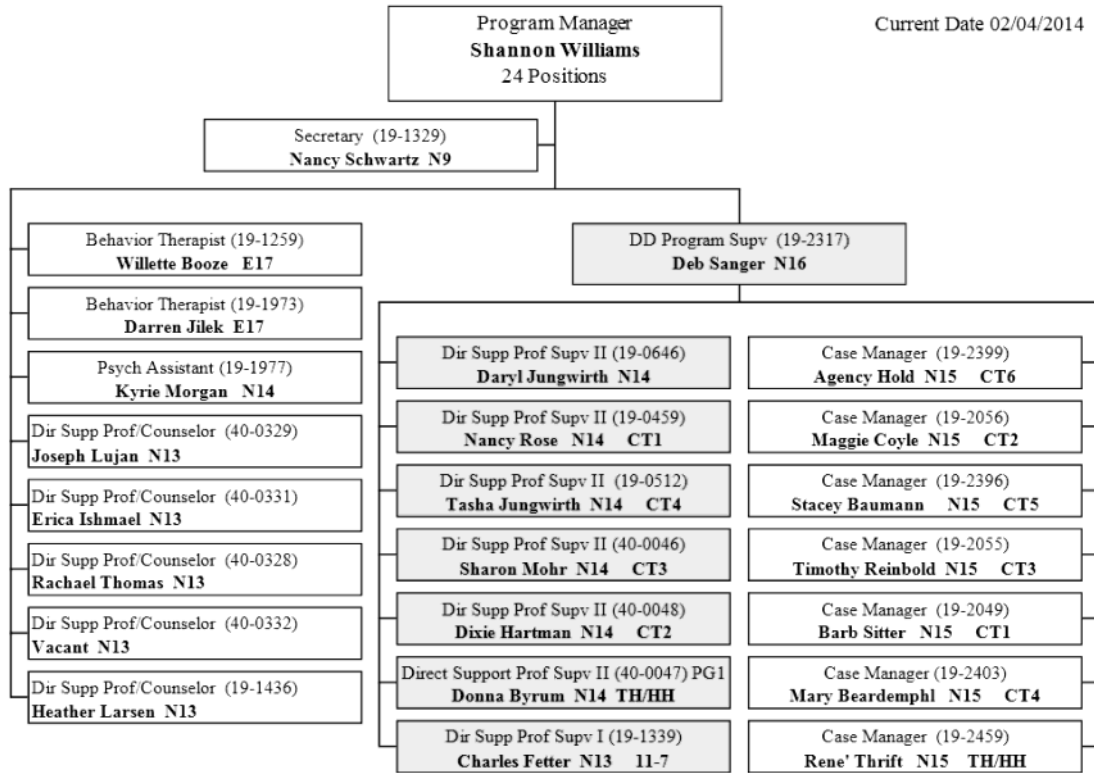 Program Manager
Shannon Williams
24 Positions
Current Date 02/04/2014
Secretary (19-1329)
Nancy Schwartz N9
Behavior Therapist (19-1259)
Willette Booze E17
Behavior Therapist (19-1973)
Darren Jilek E17
Psych Assistant (19-1977)
Kyrie Morgan N14
Dir Supp Prof/Counselor (40-0329)
Joseph Lujan N13
Dir Supp Prof/Counselor (40-0331)
Erica Ishmael N13
Dir Supp Prof/Counselor (40-0328)
Rachael Thomas N13
Dir Supp Prof/Counselor (40-0332)
Vacant N13
Dir Supp Prof/Counselor (19-1436)
Heather Larsen N13
DD Program Supv (19-2317)
Deb Sanger N16
Dir Supp Prof Supv II (19-0646)
Daryl Jungwirth N14
Dir Supp Prof Supv II (19-0459)
Nancy Rose N14 CT1
Dir Supp Prof Supv II (19-0512)
Tasha Jungwirth N14 CT4
Dir Supp Prof Supv II (40-0046)
Sharon Mohr N14 CT3
Dir Supp Prof Supv II (40-0048)
Dixie Hartman N14 CT2
Direct Support Prof Supv II (40-0047) PG1
Donna Byrum N14 TH/HH
Dir Supp Prof Supv I (19-1339)
Charles Fetter N13 11-7
Case Manager (19-2399)
Agency Hold N15 CT6
Case Manager (19-2056)
Maggie Coyle N15 CT2
Case Manager (19-2396)
Stacey Baumann N15 CT5
Case Manager (19-2055)
Timothy Reinbold N15 CT3
Case Manager (19-2049)
Barb Sitter N15 CT1
Case Manager (19-2403)
Mary Beardemphl N15 CT4
Case Manager (19-2459)
Rene' Thrift N15 TH/HH